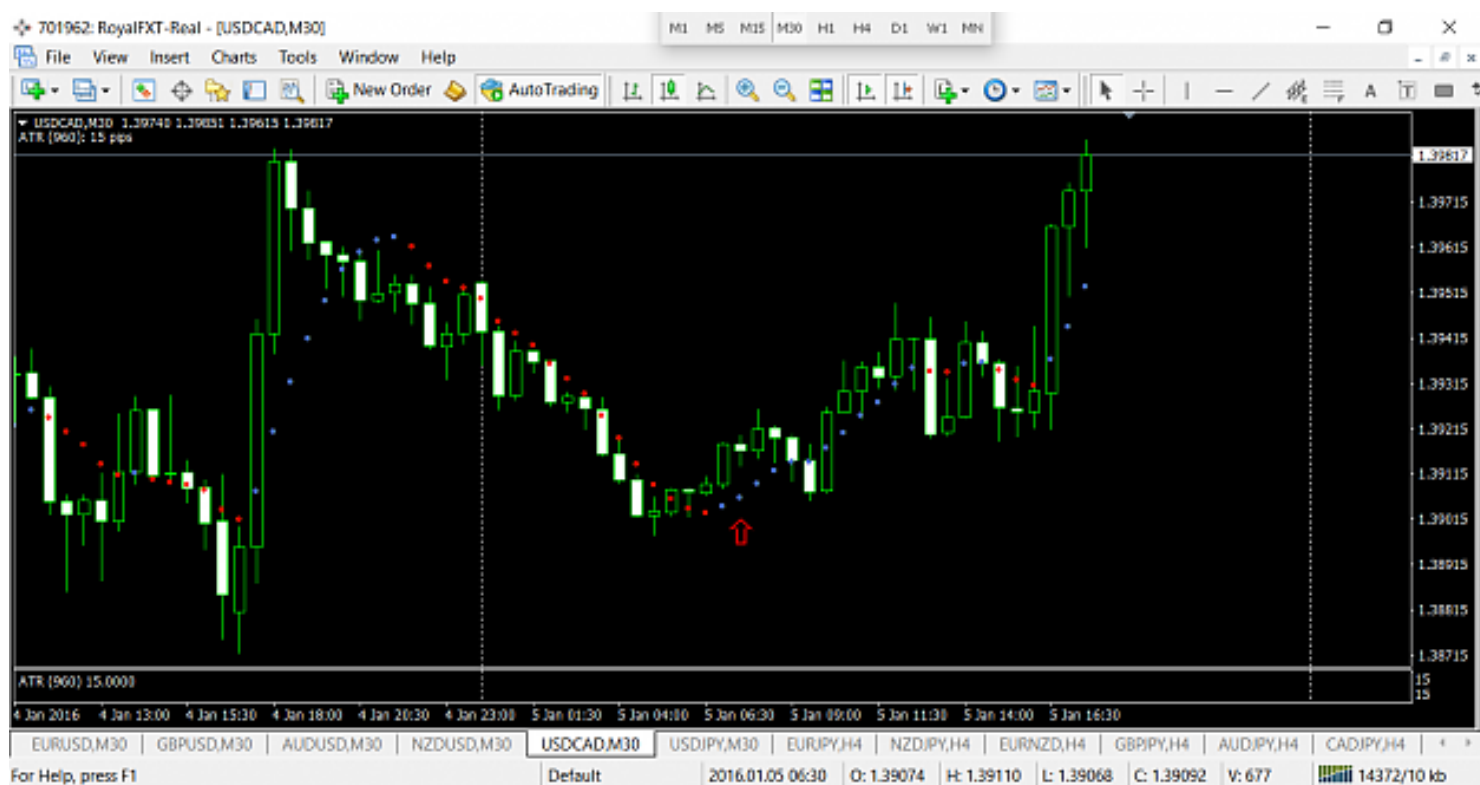 701962: RoyalFXT-Real - [USDCAD,M30]
M1 M5 M15 M30 H1 H4 D1 W1 MN
File View Insert Charts Tools Window Help
New Order AutoTrading A T
USDCAD,M30 1.39740 1.39851 1.39615 1.39817
ATR (960): 15 pips
1.39817
1.39715
1.39615
1.39515
1.39415
1.39315
1.39215
1.39115
1.39015
1.38915
1.38815
1.38715
ATR (960) 15.0000
15
15
4 Jan 2016 4 Jan 13:00 4 Jan 15:30 4 Jan 18:00 4 Jan 20:30 4 Jan 23:00 5 Jan 01:30 5 Jan 04:00 5 Jan 06:30 5 Jan 09:00 5 Jan 11:30 5 Jan 14:00 5 Jan 16:30
EURUSD,M30 GBPUSD,M30 AUDUSD,M30 NZDUSD,M30 USDCAD,M30 USDJPY,M30 EURJPY,H4 NZDJPY,H4 EURNZD,H4 GBPJPY,H4 AUDJPY,H4 CADJPY,H4
For Help, press F1 Default 2016.01.05 06:30 O: 1.39074 H: 1.39110 L: 1.39068 C: 1.39092 V: 677 14372/10 kb